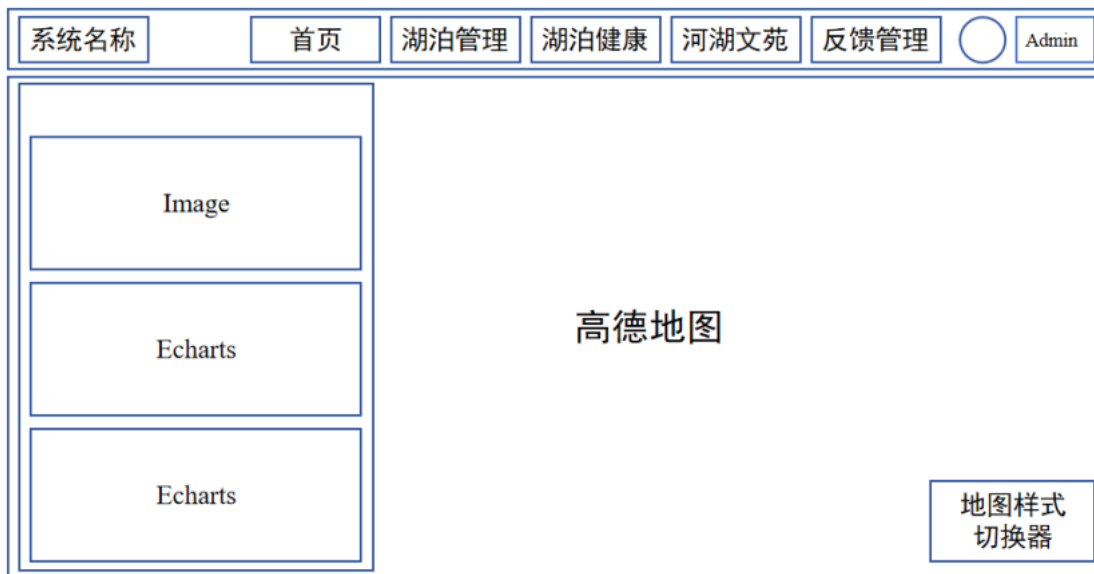 系统名称
首页
湖泊管理
湖泊健康
河湖文苑
反馈管理
Admin
Image
Echarts
高德地图
Echarts
地图样式
切换器